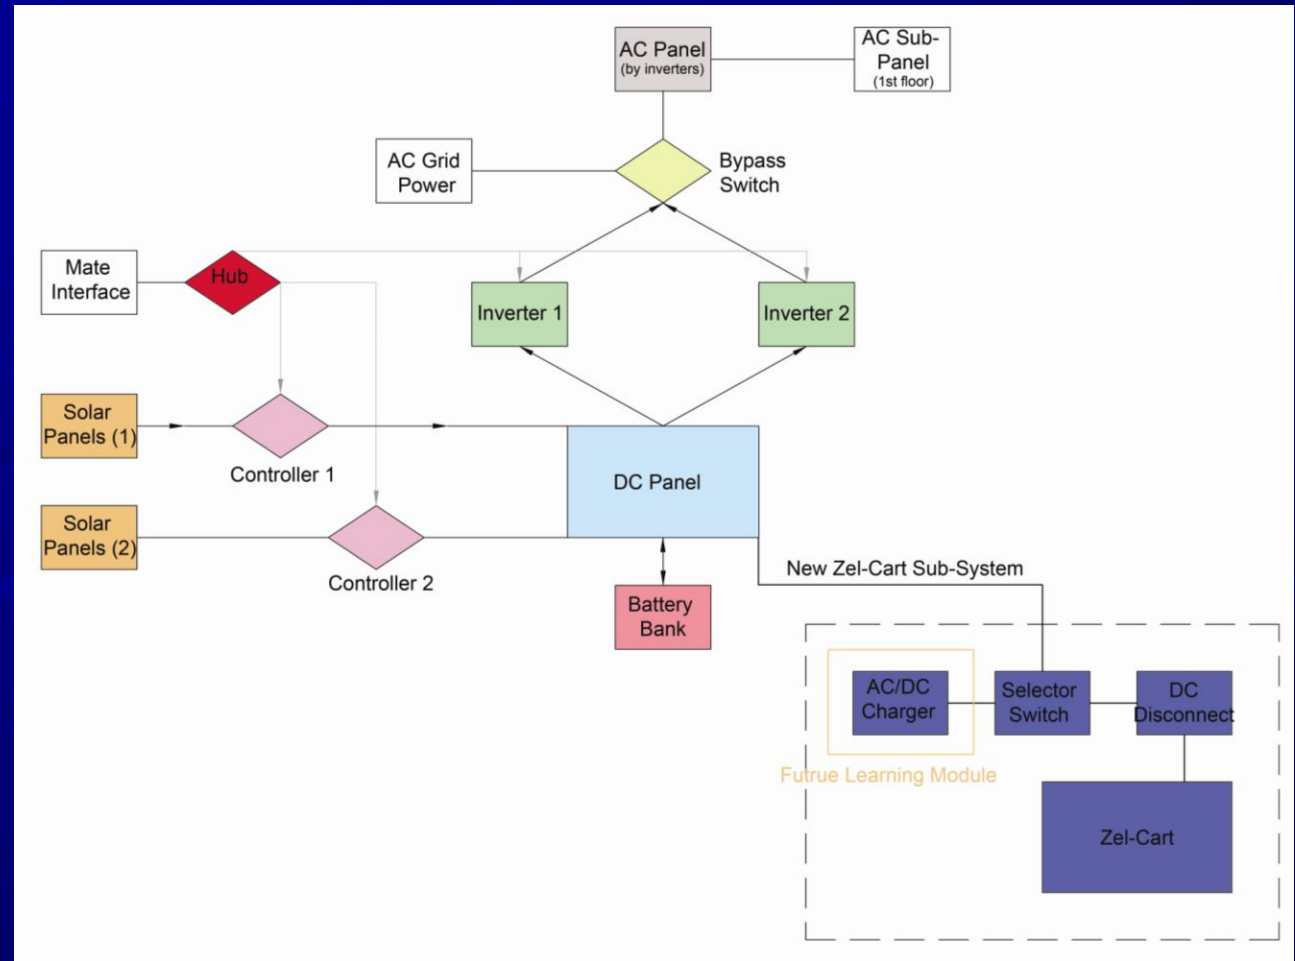 AC Panel
(by inverters)
AC Sub-
Panel
(1st floor)
AC Grid
Power
Bypass
Switch
Mate
Interface
Hub
Inverter 1
Inverter 2
Solar
Panels (1)
Controller 1
DC Panel
Solar
Panels (2)
Controller 2
Battery
Bank
New Zel-Cart Sub-System
AC/DC
Charger
Selector
Switch
DC
Disconnect
Futrue Learning Module
Zel-Cart